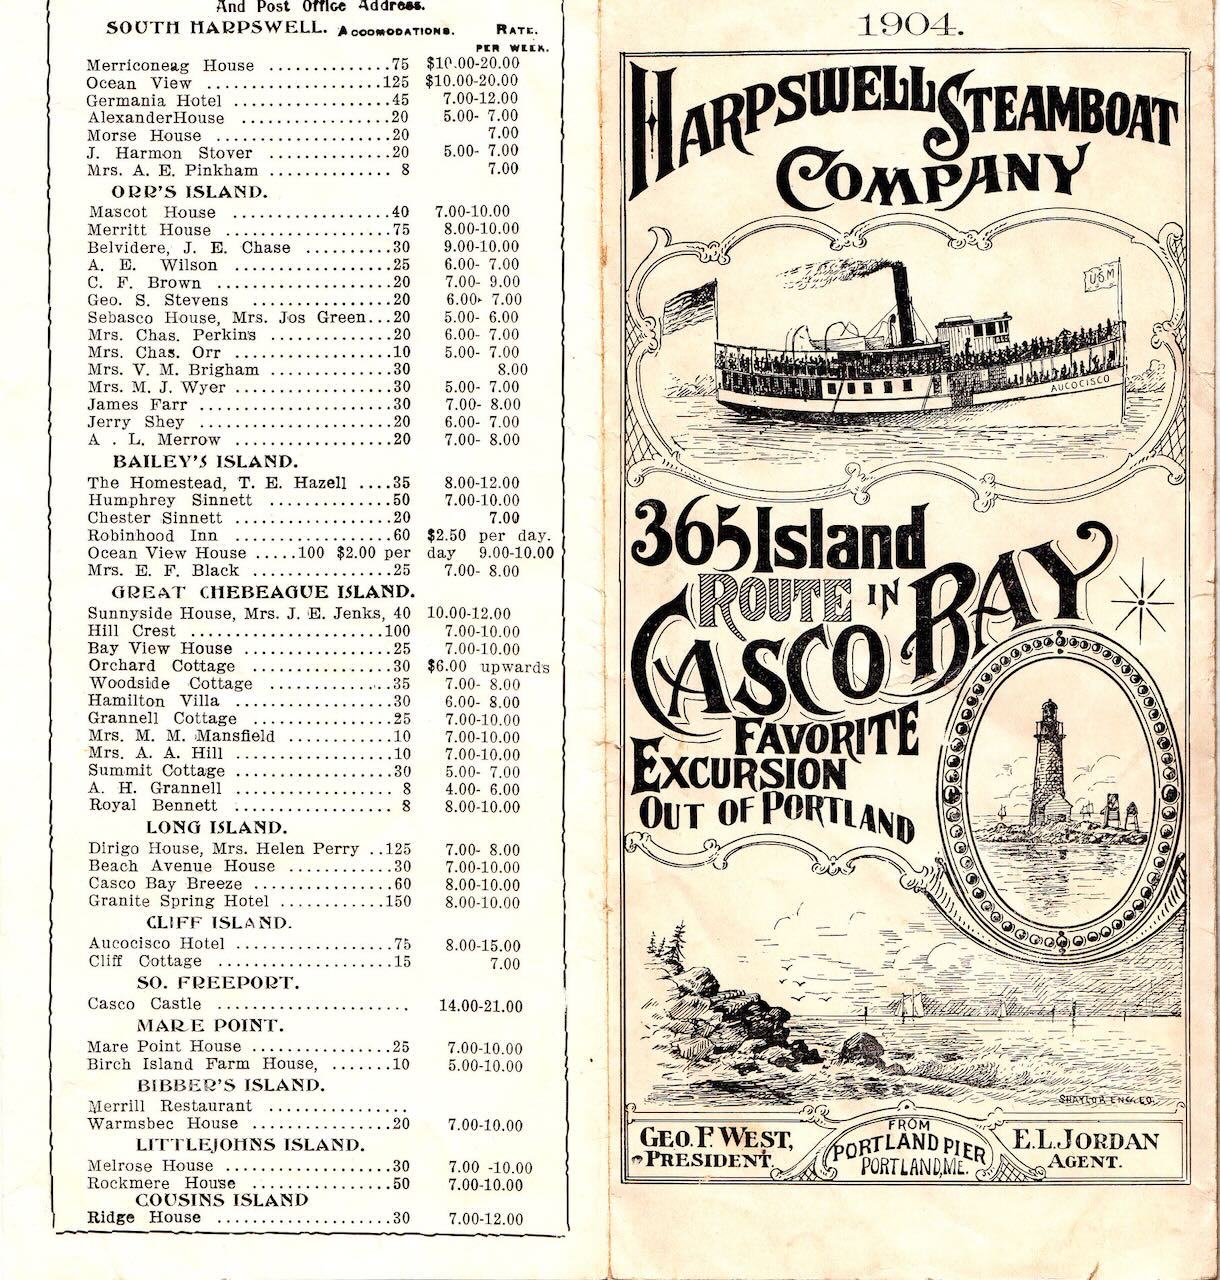 And Post Office Address.
SOUTH HARPSWELL. ACCOMODATIONS. RATE.
PER WEEK.
Merriconeag House ..............75 $10.00-20.00
Ocean View ....................125 $10.00-20.00
Germania Hotel ..................45 7.00-12.00
AlexanderHouse .................20 5.00- 7.00
Morse House ....................20 7.00
J. Harmon Stover ...............20 5.00- 7.00
Mrs. A. E. Pinkham .............. 8 7.00
ORR'S ISLAND.
Mascot House ..................40 7.00-10.00
Merritt House ..................75 8.00-10.00
Belvidere, J. E. Chase ..........30 9.00-10.00
A. E. Wilson ..................25 6.00- 7.00
C. F. Brown ....................20 7.00- 9.00
Geo. S. Stevens ................20 6.00- 7.00
Sebasco House, Mrs. Jos Green...20 5.00- 6.00
Mrs. Chas. Perkins ..............20 6.00- 7.00
Mrs. Chas. Orr ..................10 5.00- 7.00
Mrs. V. M. Brigham ..............30 8.00
Mrs. M. J. Wyer ................30 5.00- 7.00
James Farr ......................30 7.00- 8.00
Jerry Shey ......................20 6.00- 7.00
A . L. Merrow ..................20 7.00- 8.00
BAILEY'S ISLAND.
The Homestead, T. E. Hazell ....35 8.00-12.00
Humphrey Sinnett ................50 7.00-10.00
Chester Sinnett ..................20 7.00
Robinhood Inn ..................60 $2.50 per day.
Ocean View House .....100 $2.00 per day 9.00-10.00
Mrs. E. F. Black ................25 7.00- 8.00
GREAT CHEBEAGUE ISLAND.
Sunnyside House, Mrs. J. E. Jenks, 40 10.00-12.00
Hill Crest ......................100 7.00-10.00
Bay View House ..................25 7.00-10.00
Orchard Cottage ................30 $6.00 upwards
Woodside Cottage ................35 7.00- 8.00
Hamilton Villa ..................30 6.00- 8.00
Grannell Cottage ................25 7.00-10.00
Mrs. M. M. Mansfield ............10 7.00-10.00
Mrs. A. A. Hill ................10 7.00-10.00
Summit Cottage ..................30 5.00- 7.00
A. H. Grannell .................. 8 4.00- 6.00
Royal Bennett .................. 8 8.00-10.00
LONG ISLAND.
Dirigo House, Mrs. Helen Perry ..125 7.00- 8.00
Beach Avenue House ..............30 7.00-10.00
Casco Bay Breeze ................60 8.00-10.00
Granite Spring Hotel ............150 8.00-10.00
CLIFF ISLAND.
Aucocisco Hotel ................75 8.00-15.00
Cliff Cottage ..................15 7.00
SO. FREEPORT.
Casco Castle ...................... 14.00-21.00
MARE POINT.
Mare Point House ................25 7.00-10.00
Birch Island Farm House, .......10 5.00-10.00
BIBBER'S ISLAND.
Merrill Restaurant ................
Warmsbec House ..................20 7.00-10.00
LITTLEJOHNS ISLAND.
Melrose House ..................30 7.00 -10.00
Rockmere House ..................50 7.00-10.00
COUSINS ISLAND
Ridge House ....................30 7.00-12.00
1904.
HARPSWELL STEAMBOAT
COMPANY
USM
AUCOCISCO
365 Island
ROUTE IN
CASCO BAY
FAVORITE
EXCURSION
OUT OF PORTLAND
SHAYLOR ENG. CO.
GEO. F. WEST,
PRESIDENT
FROM
PORTLAND PIER
PORTLAND, ME.
E. L. JORDAN
AGENT.